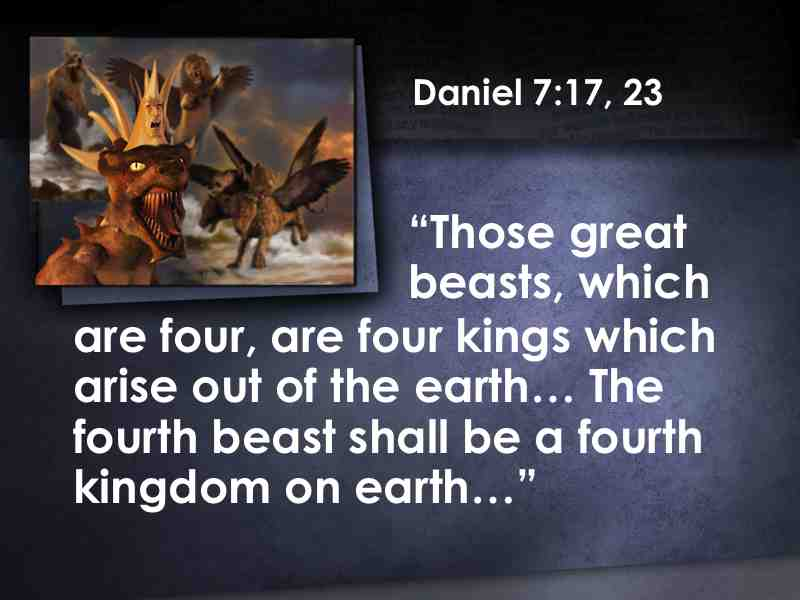 Daniel 7:17, 23
“Those great
beasts, which
are four, are four kings which
arise out of the earth… The
fourth beast shall be a fourth
kingdom on earth…”